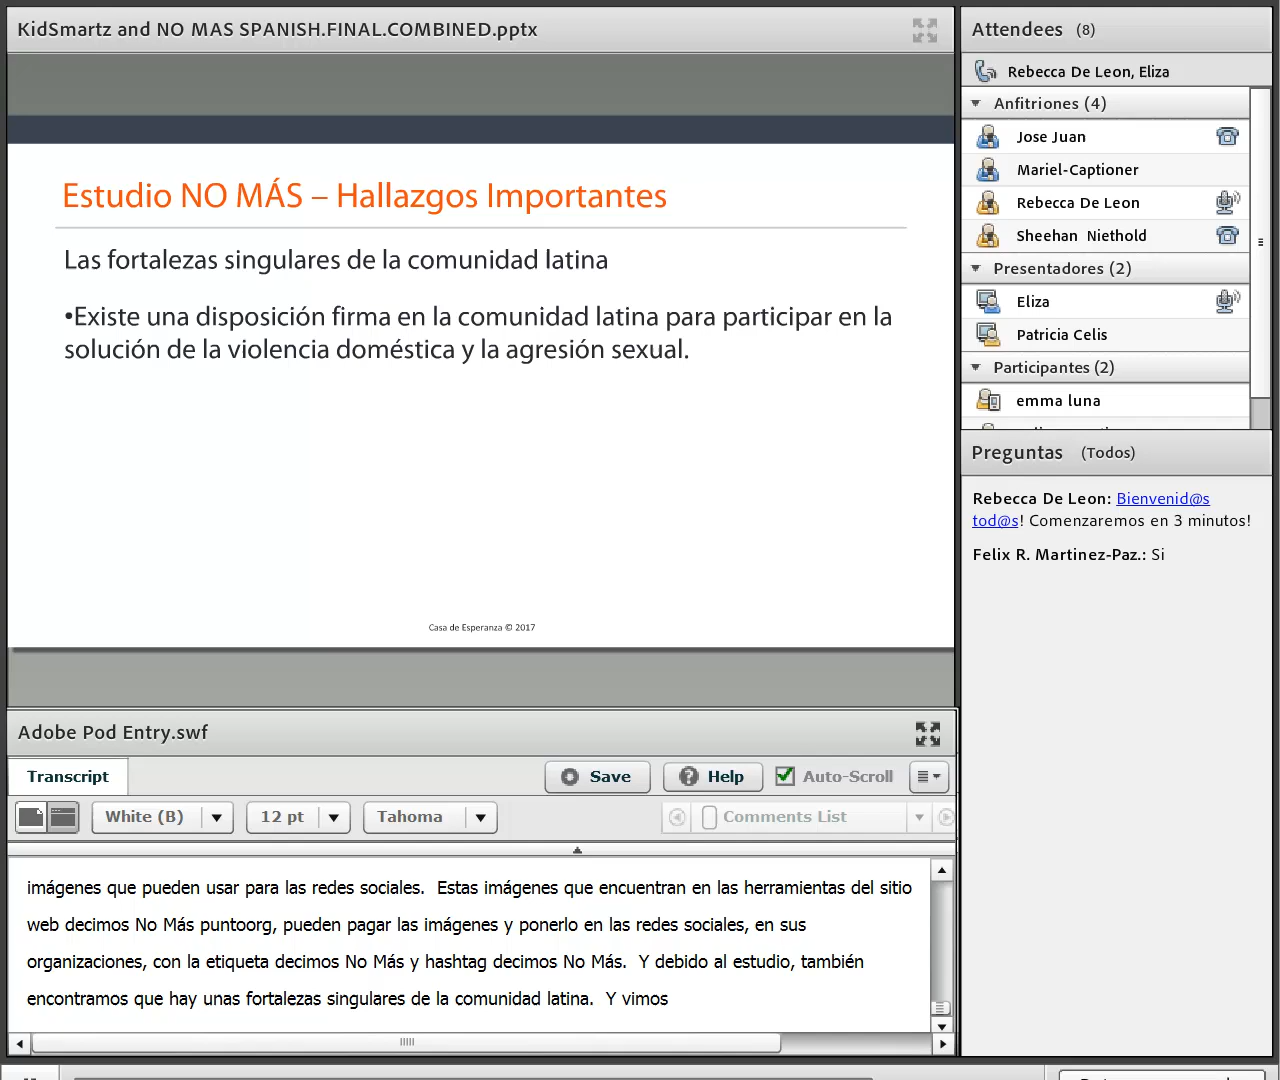 KidSmartz and NO MAS SPANISH.FINAL.COMBINED.pptx
Estudio NO MÁS – Hallazgos Importantes
Las fortalezas singulares de la comunidad latina
•Existe una disposición firma en la comunidad latina para participar en la
solución de la violencia doméstica y la agresión sexual.
Casa de Esperanza © 2017
Adobe Pod Entry.swf
Transcript
Save
Help
Auto-Scroll
White (B)
12 pt
Tahoma
Comments List
imágenes que pueden usar para las redes sociales. Estas imágenes que encuentran en las herramientas del sitio
web decimos No Más puntoorg, pueden pagar las imágenes y ponerlo en las redes sociales, en sus
organizaciones, con la etiqueta decimos No Más y hashtag decimos No Más. Y debido al estudio, también
encontramos que hay unas fortalezas singulares de la comunidad latina. Y vimos
Attendees (8)
Rebecca De Leon, Eliza
Anfitriones (4)
Jose Juan
Mariel-Captioner
Rebecca De Leon
Sheehan Niethold
Presentadores (2)
Eliza
Patricia Celis
Participantes (2)
emma luna
Preguntas (Todos)
Rebecca De Leon: Bienvenid@s
tod@s! Comenzaremos en 3 minutos!
Felix R. Martinez-Paz.: Si